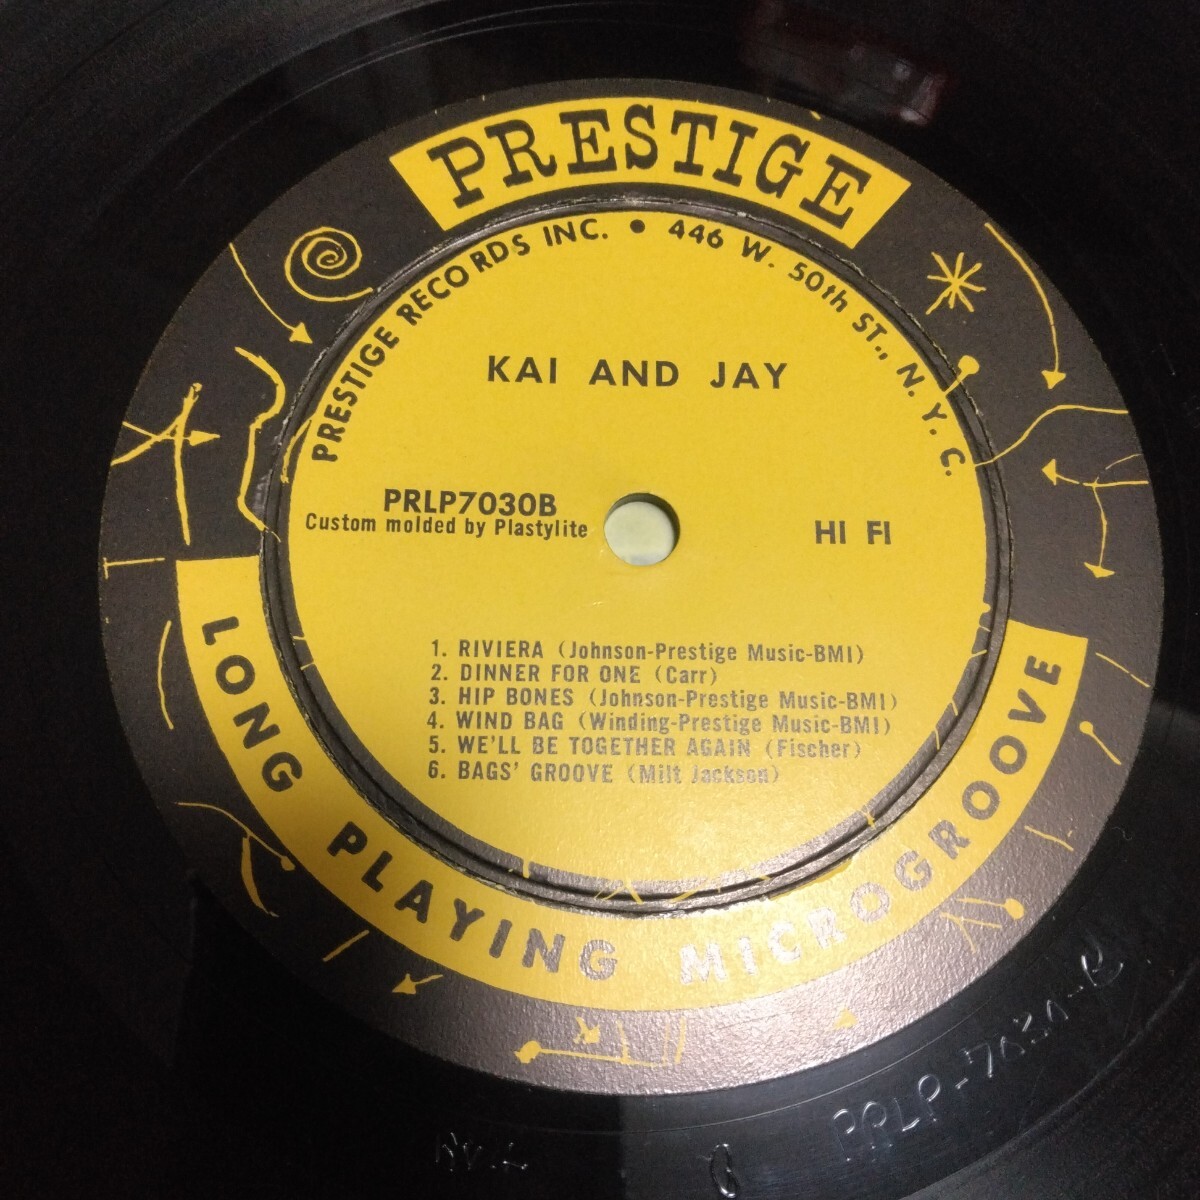 PRESTIGE
PRESTIGE RECORDS INC. • 446 W. 50th ST., N. Y. C.
KAI AND JAY
PRLP7030B
Custom molded by Plastylite
HI FI
1. RIVIERA (Johnson-Prestige Music-BMI)
2. DINNER FOR ONE (Carr)
3. HIP BONES (Johnson-Prestige Music-BMI)
4. WIND BAG (Winding-Prestige Music-BMI)
5. WE'LL BE TOGETHER AGAIN (Fischer)
6. BAGS' GROOVE (Milt Jackson)
LONG PLAYING MICROGROOVE
PRLP-7030-B